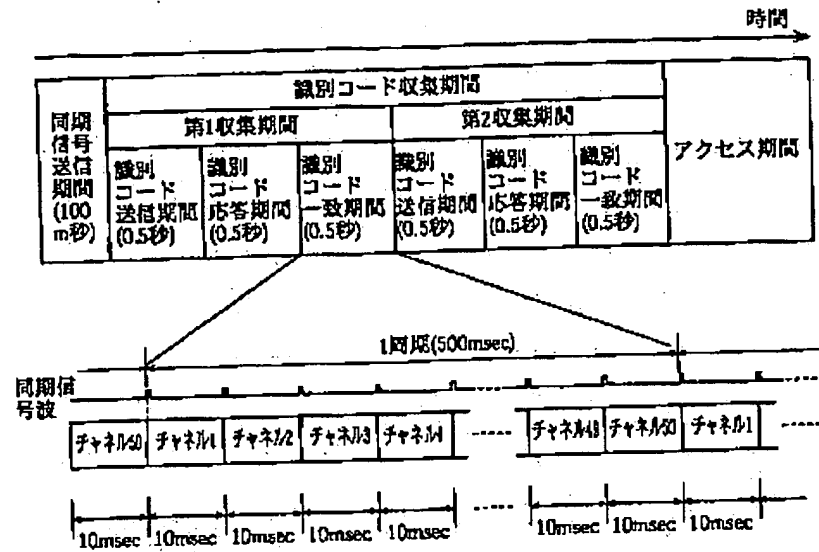 時間
同期
信号
送信
期間
(100
m秒)
識別コード収集期間
第1収集期間
第2収集期間
識別
コード
送信期間
(0.5秒)
識別
コード
応答期間
(0.5秒)
識別
コード
一致期間
(0.5秒)
識別
コード
送信期間
(0.5秒)
識別
コード
応答期間
(0.5秒)
識別
コード
一致期間
(0.5秒)
アクセス期間
1周期(500msec)
同期信
号波
チャネル50
チャネル1
チャネル2
チャネル3
チャネル4
チャネル49
チャネル50
チャネル1
10msec
10msec
10msec
10msec
10msec
10msec
10msec
10msec